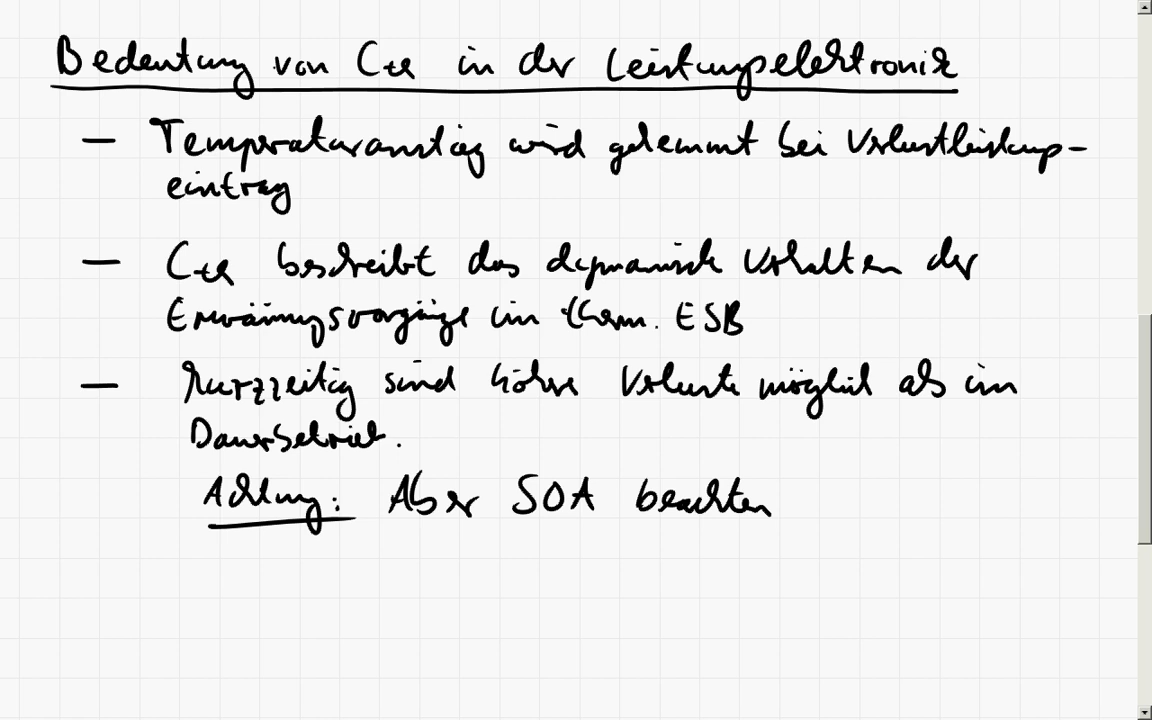 Bedeutung von Cth in der Leistungselektronik
– Temperaturanstieg wird gehemmt bei Verlustleistungs-
eintrag
– Cth beschreibt das dynamische Verhalten der
Erwärmungsvorgänge im therm. ESB
– Kurzzeitig sind höhere Verluste möglich als im
Dauerbetrieb.
Achtung: Aber SOA beachten